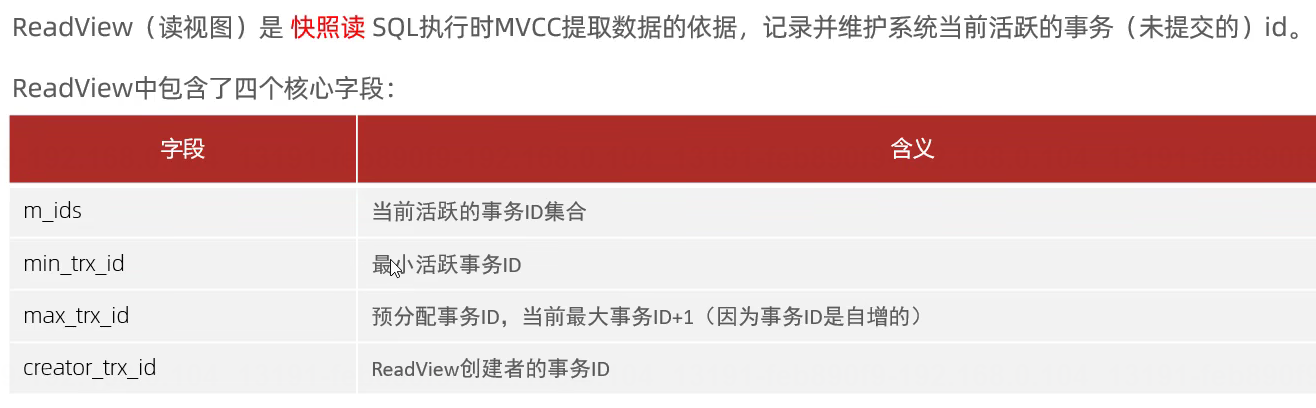 ReadView（读视图）是 快照读 SQL执行时MVCC提取数据的依据，记录并维护系统当前活跃的事务（未提交的）id。
ReadView中包含了四个核心字段：
字段 含义
m_ids 当前活跃的事务ID集合
min_trx_id 最小活跃事务ID
max_trx_id 预分配事务ID，当前最大事务ID+1（因为事务ID是自增的）
creator_trx_id ReadView创建者的事务ID